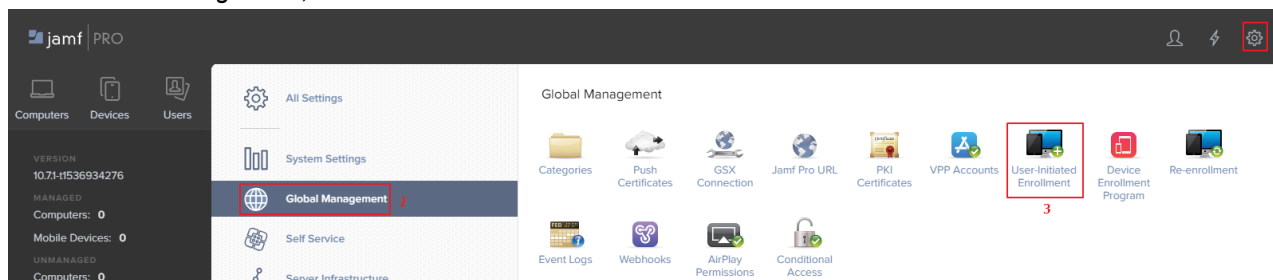 jamf PRO
Computers Devices Users
VERSION
10.7.1-t1536934276
MANAGED
Computers: 0
Mobile Devices: 0
UNMANAGED
Computers: 0
All Settings
System Settings
Global Management
Self Service
Server Infrastructure
Global Management
Categories
Push
Certificates
GSX
Connection
Jamf Pro URL
PKI
Certificates
VPP Accounts
User-Initiated
Enrollment
3
Device
Enrollment
Program
Re-enrollment
Event Logs
Webhooks
AirPlay
Permissions
Conditional
Access